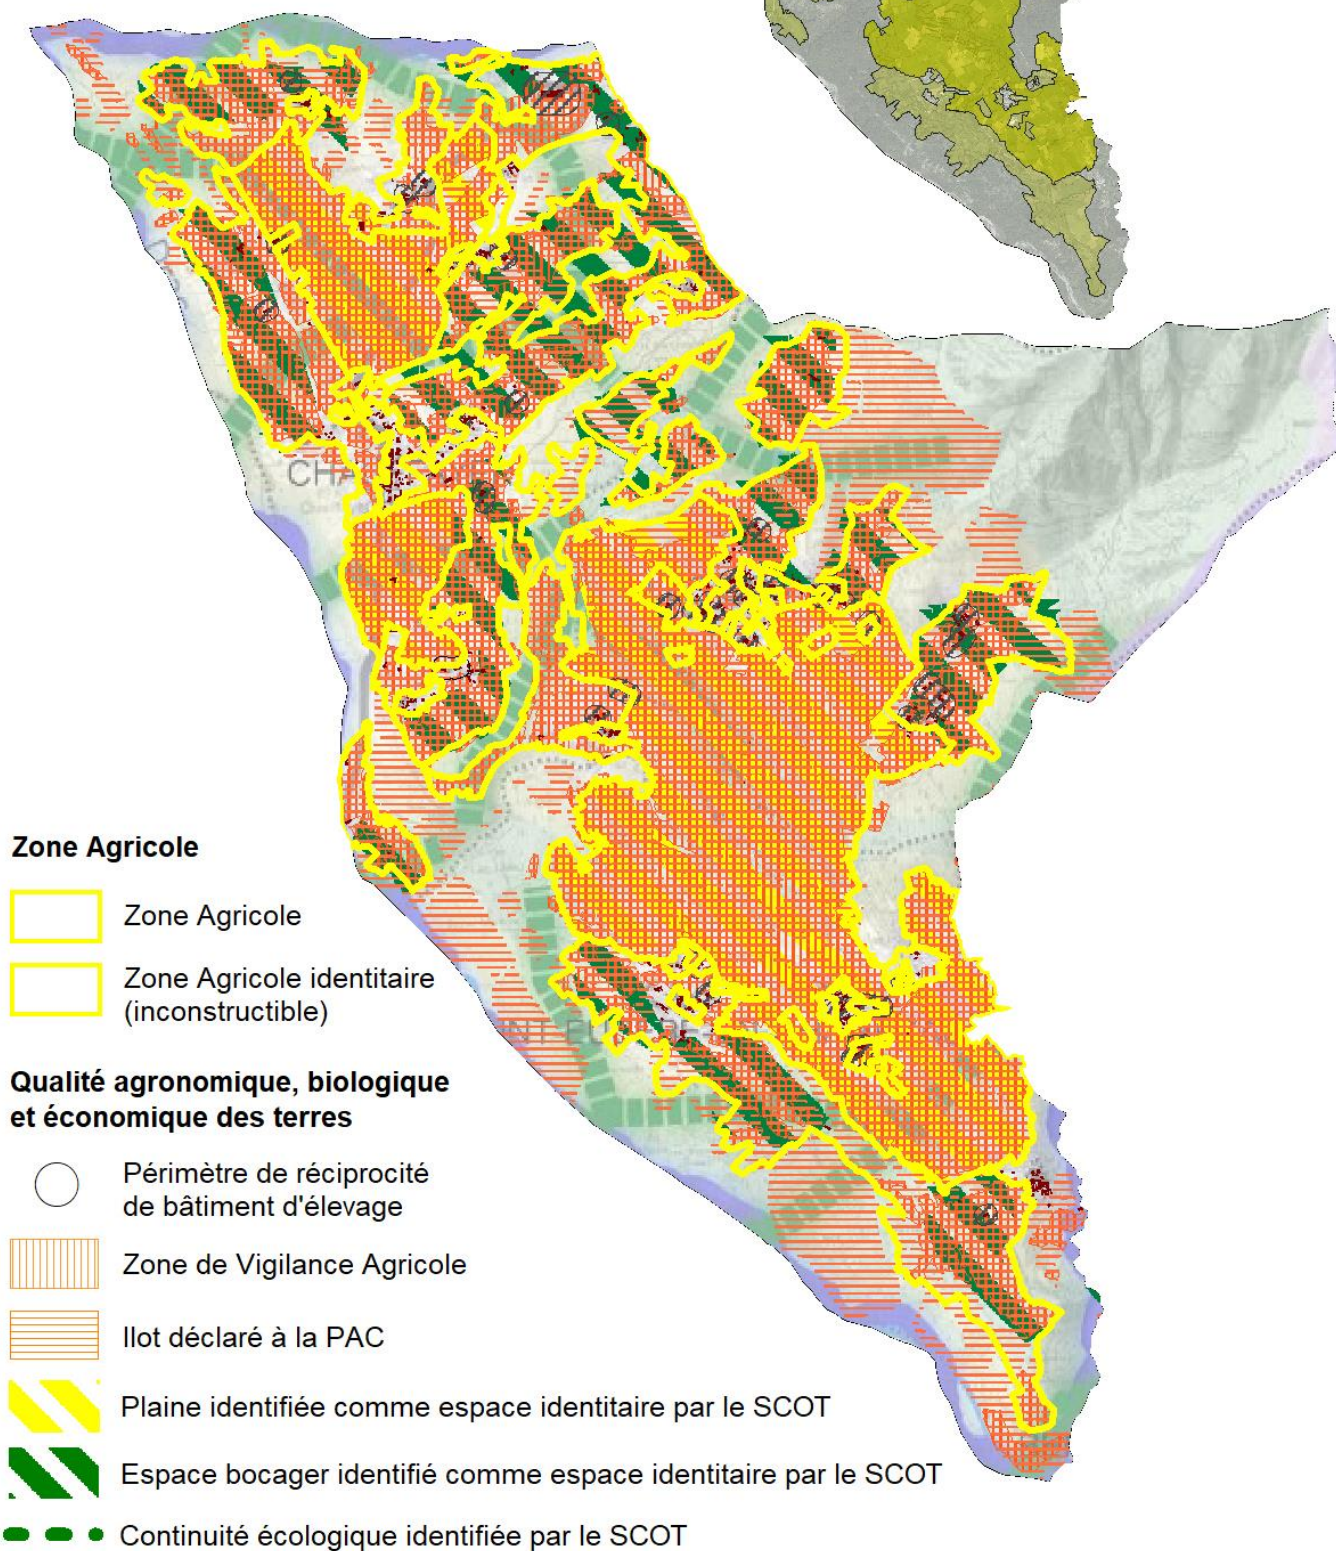 CHA
Zone Agricole
Zone Agricole
Zone Agricole identitaire
(inconstructible)
Qualité agronomique, biologique
et économique des terres
Périmètre de réciprocité
de bâtiment d'élevage
Zone de Vigilance Agricole
Ilot déclaré à la PAC
Plaine identifiée comme espace identitaire par le SCOT
Espace bocager identifié comme espace identitaire par le SCOT
Continuité écologique identifiée par le SCOT